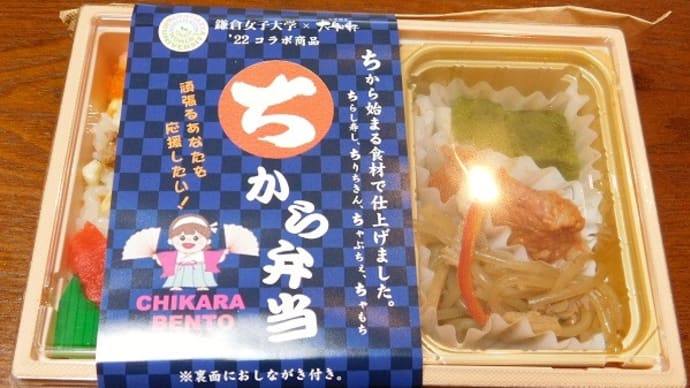 鎌倉女子大学 × 大船軒
'22 コラボ商品
ちから始まる食材で仕上げました。
ちらし寿し、ちりちきん、ちゃぷちぇ、ちゃもち
ちから弁当
頑張るあなたを
応援したい!
CHIKARA
BENTO
※裏面におしながき付き。